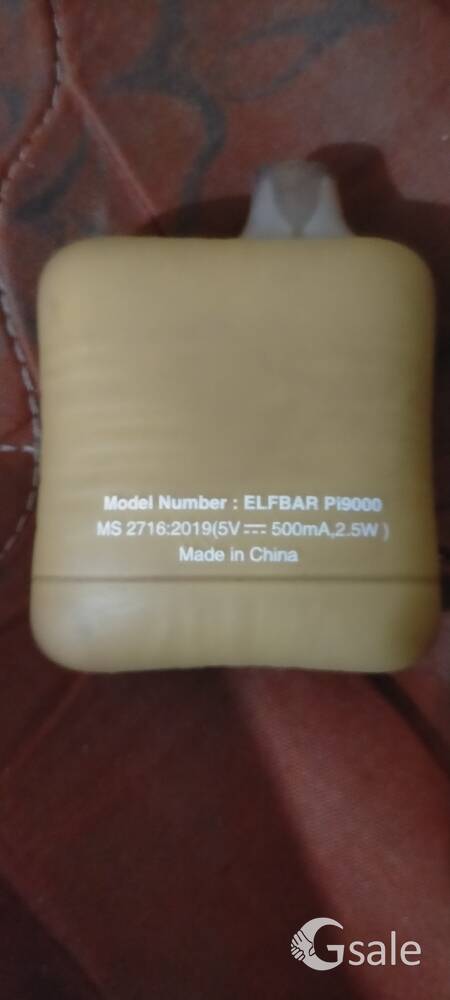 Model Number : ELFBAR Pi9000
MS 2716:2019(5V ⎓ 500mA,2.5W )
Made in China
Gsale